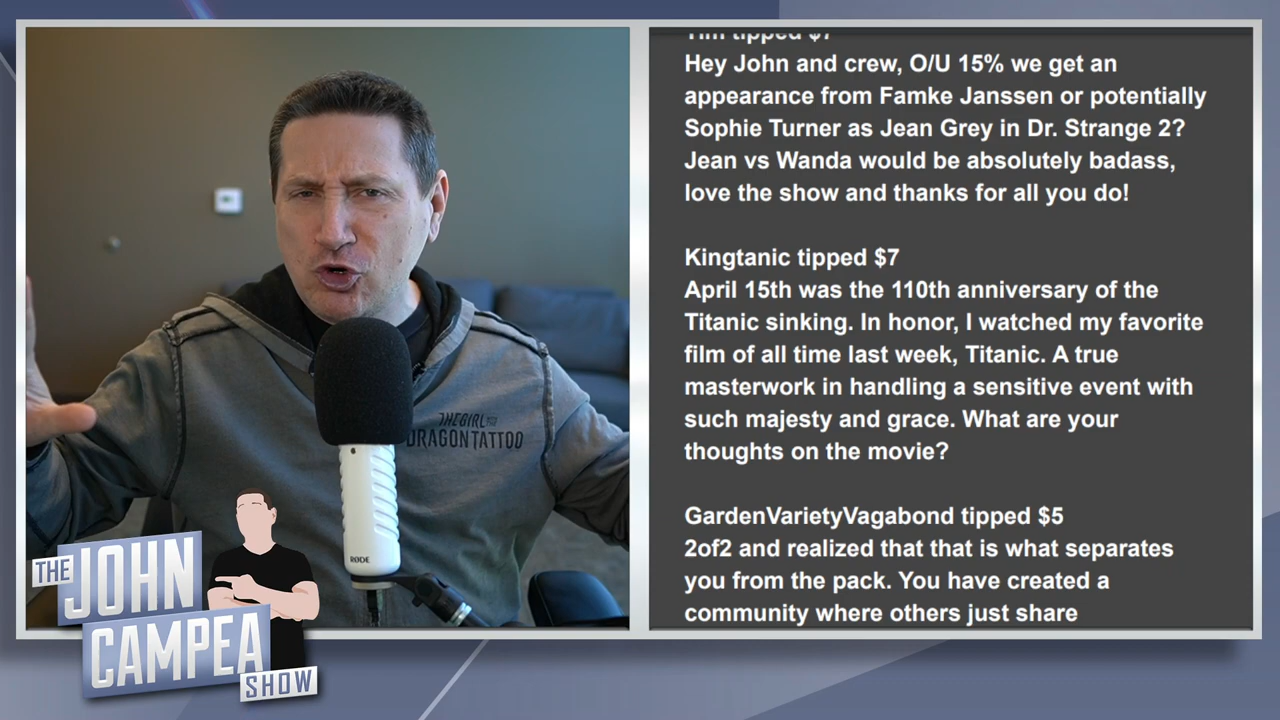 Tim tipped $7
Hey John and crew, O/U 15% we get an
appearance from Famke Janssen or potentially
Sophie Turner as Jean Grey in Dr. Strange 2?
Jean vs Wanda would be absolutely badass,
love the show and thanks for all you do!
Kingtanic tipped $7
April 15th was the 110th anniversary of the
Titanic sinking. In honor, I watched my favorite
film of all time last week, Titanic. A true
masterwork in handling a sensitive event with
such majesty and grace. What are your
thoughts on the movie?
GardenVarietyVagabond tipped $5
2of2 and realized that that is what separates
you from the pack. You have created a
community where others just share
THE GIRL
DRAGON TATTOO
RØDE
THE
JOHN
CAMPEA
SHOW